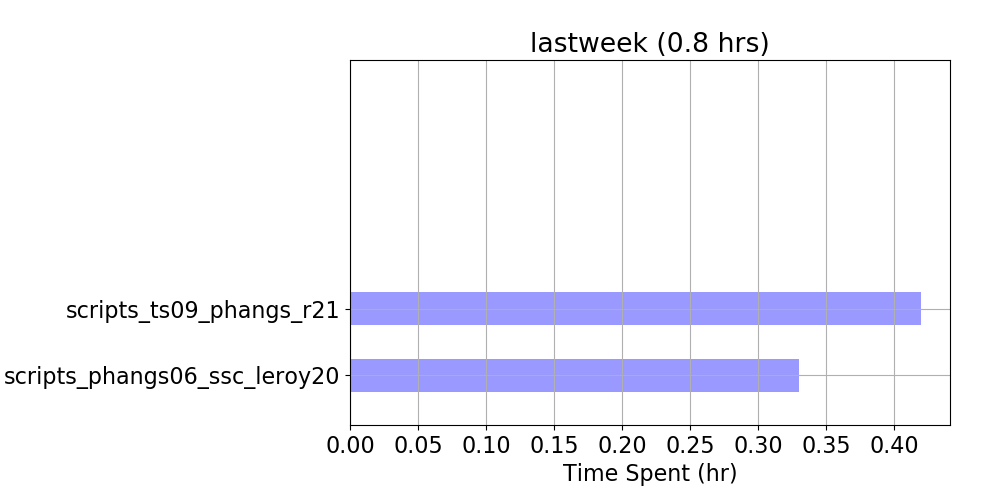 lastweek (0.8 hrs)
scripts_ts09_phangs_r21
scripts_phangs06_ssc_leroy20
0.00 0.05 0.10 0.15 0.20 0.25 0.30 0.35 0.40
Time Spent (hr)